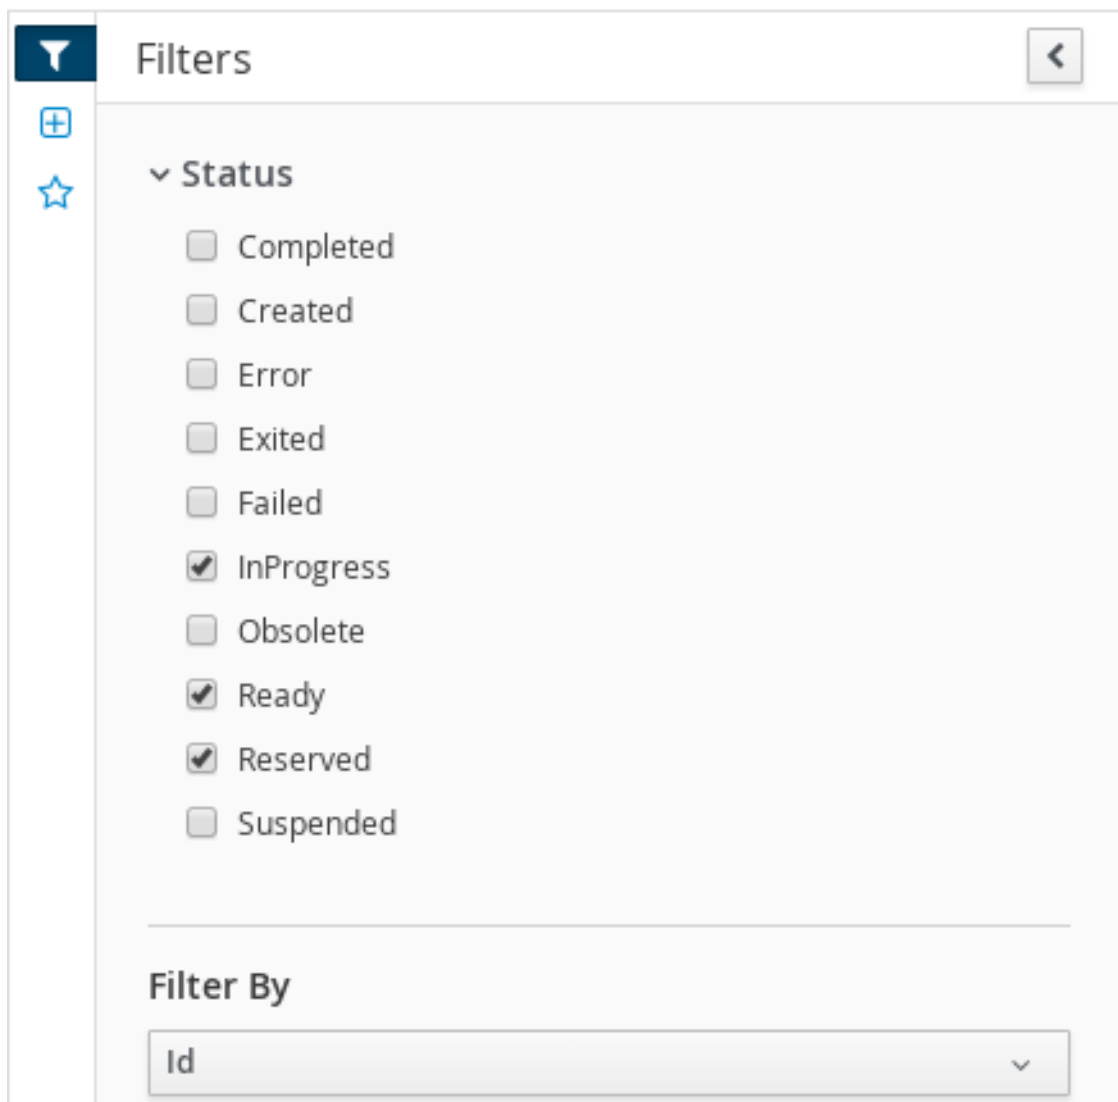 Filters
Status
Completed
Created
Error
Exited
Failed
InProgress
Obsolete
Ready
Reserved
Suspended
Filter By
Id